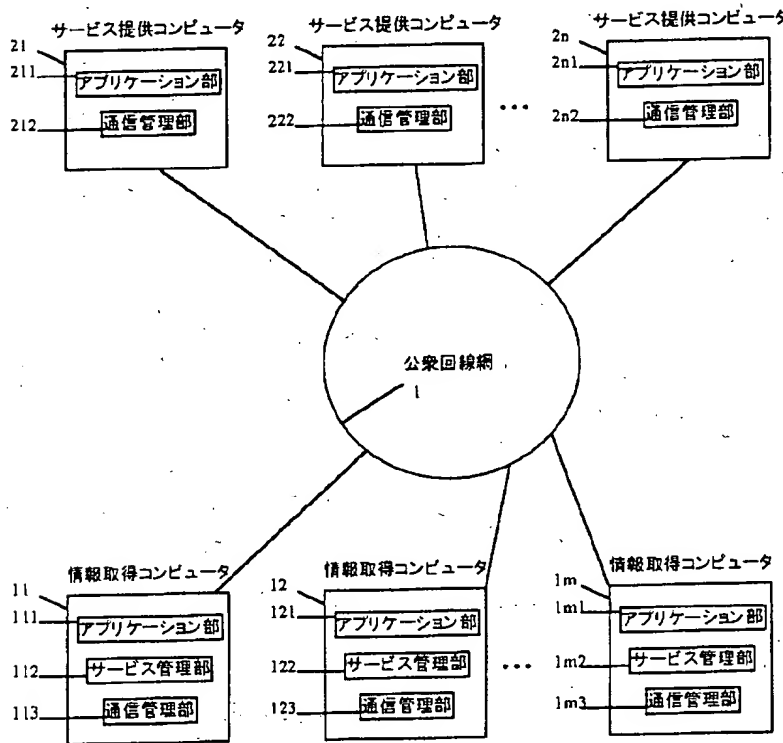 サービス提供コンピュータ
サービス提供コンピュータ
サービス提供コンピュータ
21
211
アプリケーション部
212
通信管理部
22
221
アプリケーション部
222
通信管理部
...
2n
2n1
アプリケーション部
2n2
通信管理部
公衆回線網
1
情報取得コンピュータ
情報取得コンピュータ
情報取得コンピュータ
11
111
アプリケーション部
112
サービス管理部
113
通信管理部
12
121
アプリケーション部
122
サービス管理部
123
通信管理部
...
1m
1m1
アプリケーション部
1m2
サービス管理部
1m3
通信管理部